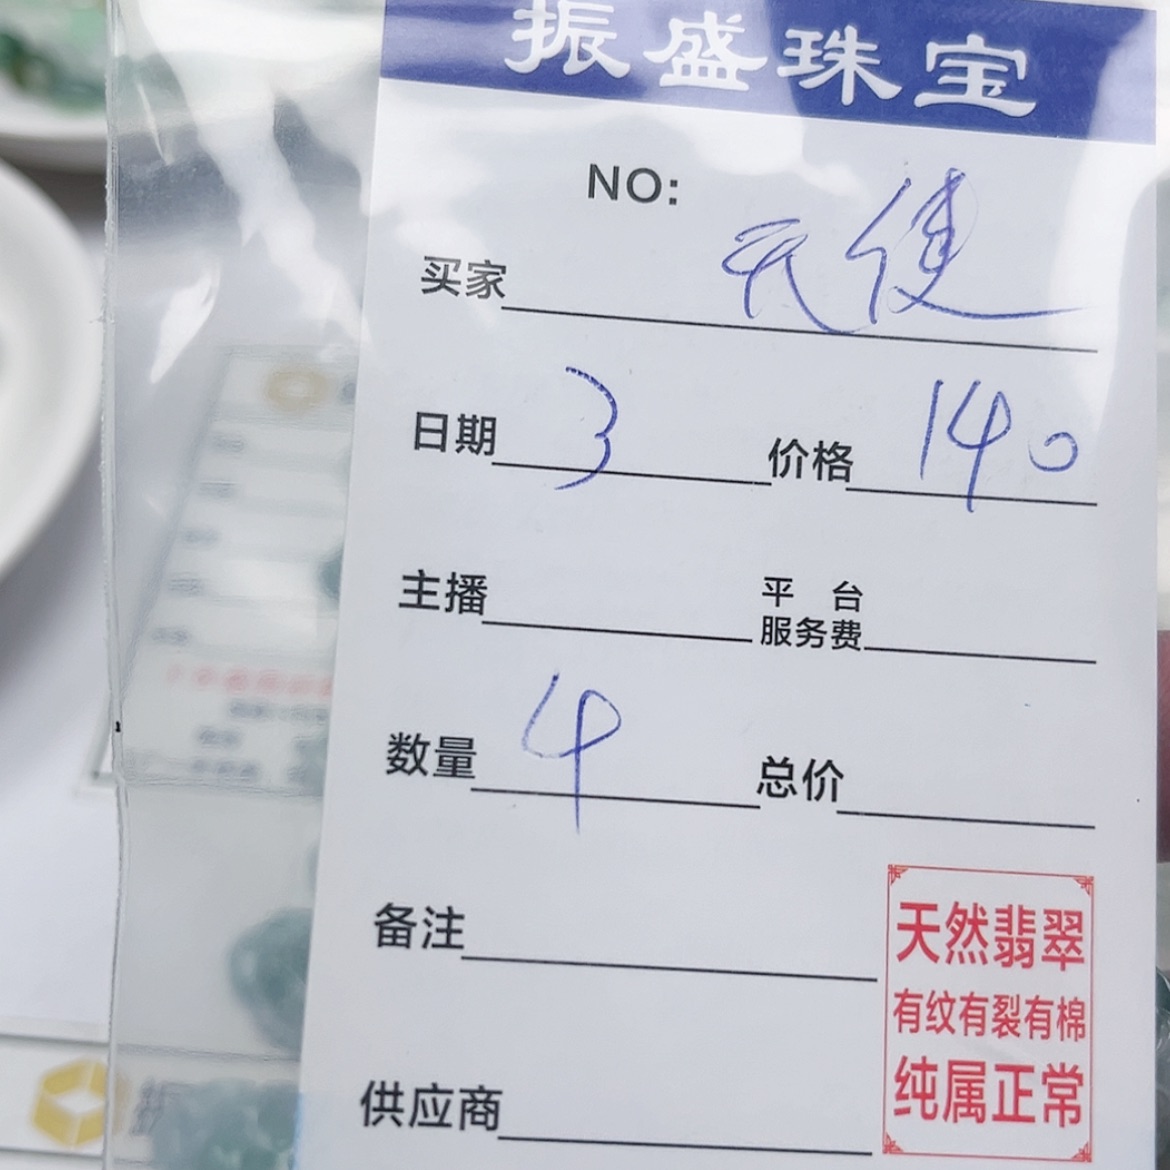 振盛珠宝
NO:
买家 天使
日期 3 价格 140
主播 平台服务费
数量 4 总价
备注
天然翡翠
有纹有裂有棉
纯属正常
供应商